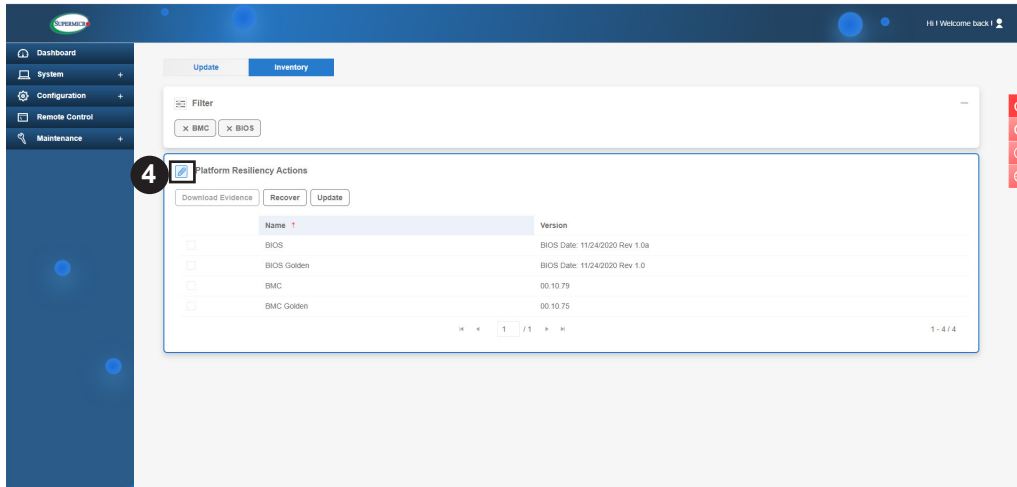 SUPERMICR
Hi ! Welcome back !
Dashboard
System +
Configuration +
Remote Control
Maintenance +
Update Inventory
Filter −
× BMC × BIOS
4 Platform Resiliency Actions
Download Evidence Recover Update
Name ↑ Version
BIOS BIOS Date: 11/24/2020 Rev 1.0a
BIOS Golden BIOS Date: 11/24/2020 Rev 1.0
BMC 00.10.79
BMC Golden 00.10.75
1 / 1 1 - 4 / 4